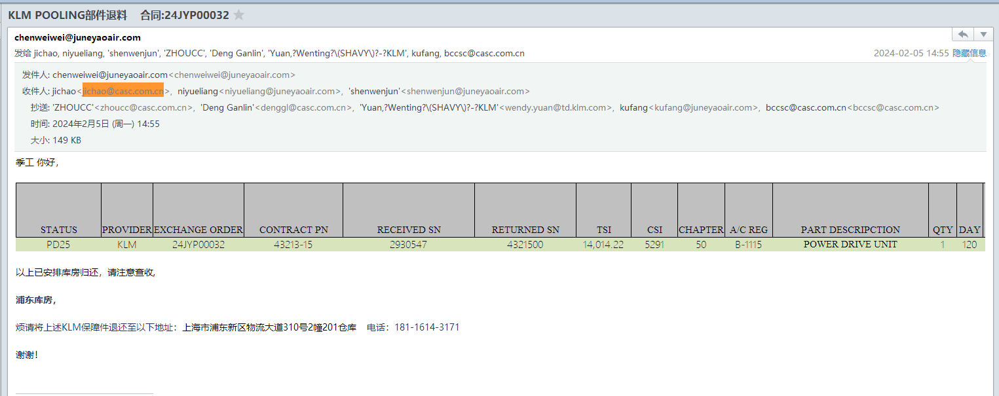 KLM POOLING部件退料 合同:24JYP00032
chenweiwei@juneyaoair.com
发给 jichao, niyueliang, 'shenwenjun', 'ZHOUCC', 'Deng Ganlin', 'Yuan,?Wenting?\(SHAVY\)?-?KLM', kufang, bccsc@casc.com.cn 2024-02-05 14:55 隐藏信息
发件人: chenweiwei@juneyaoair.com<chenweiwei@juneyaoair.com>
收件人: jichao<jichao@casc.com.cn>, niyueliang<niyueliang@juneyaoair.com>, 'shenwenjun'<shenwenjun@juneyaoair.com>
抄送: 'ZHOUCC'<zhoucc@casc.com.cn>, 'Deng Ganlin'<denggl@casc.com.cn>, 'Yuan,?Wenting?\(SHAVY\)?-?KLM'<wendy.yuan@td.klm.com>, kufang<kufang@juneyaoair.com>, bccsc@casc.com.cn<bccsc@casc.com.cn>
时间: 2024年2月5日 (周一) 14:55
大小: 149 KB
季工 你好,
STATUS PROVIDER EXCHANGE ORDER CONTRACT PN RECEIVED SN RETURNED SN TSI CSI CHAPTER A/C REG PART DESCRIPCTION QTY DAY
PD25 KLM 24JYP00032 43213-15 2930547 4321500 14,014.22 5291 50 B-1115 POWER DRIVE UNIT 1 120
以上已安排库房归还，请注意查收,
浦东库房，
烦请将上述KLM保障件退还至以下地址：上海市浦东新区物流大道310号2幢201仓库 电话：181-1614-3171
谢谢！